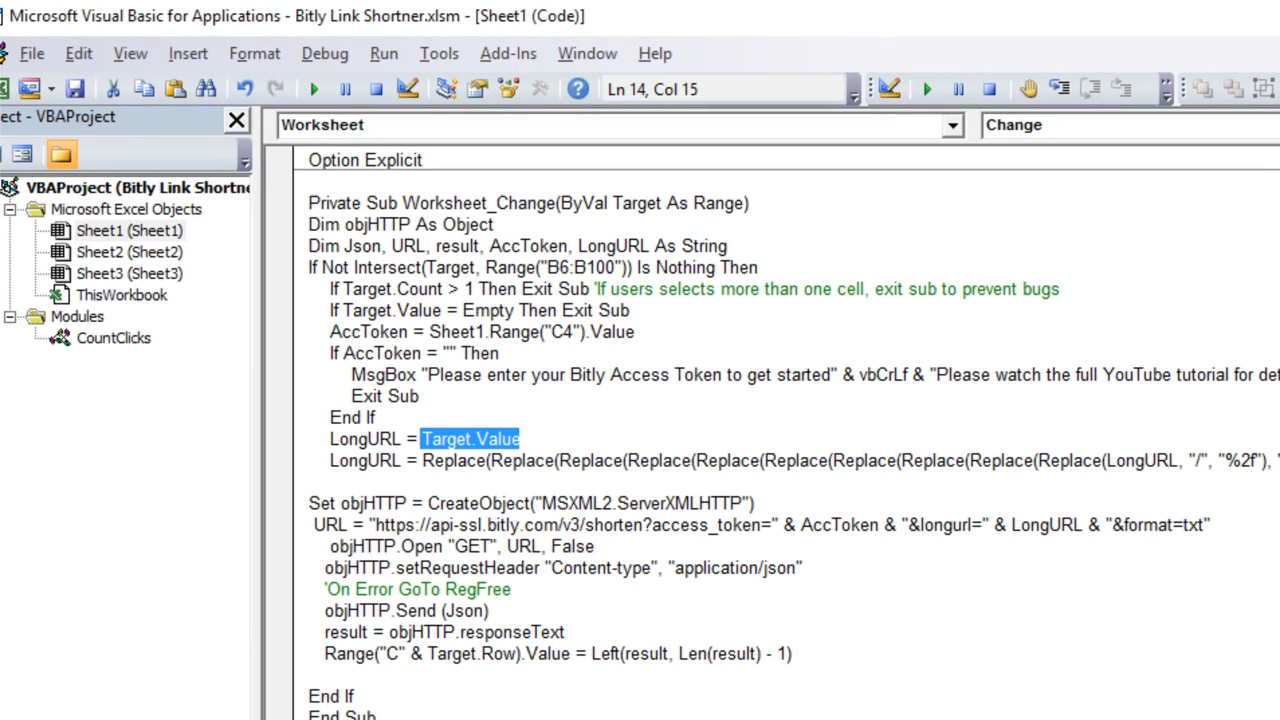 Microsoft Visual Basic for Applications - Bitly Link Shortner.xlsm - [Sheet1 (Code)]
File Edit View Insert Format Debug Run Tools Add-Ins Window Help
Ln 14, Col 15
ect - VBAProject
Worksheet
Change
VBAProject (Bitly Link Shortne
Microsoft Excel Objects
Sheet1 (Sheet1)
Sheet2 (Sheet2)
Sheet3 (Sheet3)
ThisWorkbook
Modules
CountClicks
Option Explicit
Private Sub Worksheet_Change(ByVal Target As Range)
Dim objHTTP As Object
Dim Json, URL, result, AccToken, LongURL As String
If Not Intersect(Target, Range("B6:B100")) Is Nothing Then
If Target.Count > 1 Then Exit Sub 'If users selects more than one cell, exit sub to prevent bugs
If Target.Value = Empty Then Exit Sub
AccToken = Sheet1.Range("C4").Value
If AccToken = "" Then
MsgBox "Please enter your Bitly Access Token to get started" & vbCrLf & "Please watch the full YouTube tutorial for det
Exit Sub
End If
LongURL = Target.Value
LongURL = Replace(Replace(Replace(Replace(Replace(Replace(Replace(Replace(Replace(Replace(LongURL, "/", "%2f"), "
Set objHTTP = CreateObject("MSXML2.ServerXMLHTTP")
URL = "https://api-ssl.bitly.com/v3/shorten?access_token=" & AccToken & "&longurl=" & LongURL & "&format=txt"
objHTTP.Open "GET", URL, False
objHTTP.setRequestHeader "Content-type", "application/json"
'On Error GoTo RegFree
objHTTP.Send (Json)
result = objHTTP.responseText
Range("C" & Target.Row).Value = Left(result, Len(result) - 1)
End If
End Sub